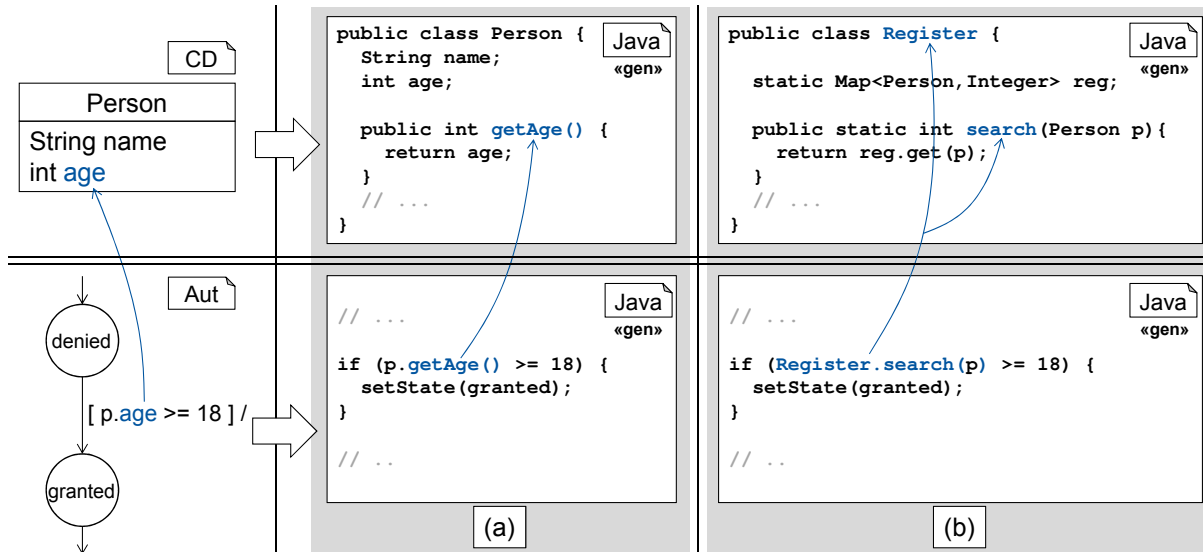 CD
Person
String name
int age
public class Person {
String name;
int age;
public int getAge() {
return age;
}
// ...
}
Java
«gen»
public class Register {
static Map<Person,Integer> reg;
public static int search(Person p){
return reg.get(p);
}
// ...
}
Java
«gen»
Aut
denied
[ p.age >= 18 ] /
granted
// ...
if (p.getAge() >= 18) {
setState(granted);
}
// ..
Java
«gen»
(a)
// ...
if (Register.search(p) >= 18) {
setState(granted);
}
// ..
Java
«gen»
(b)